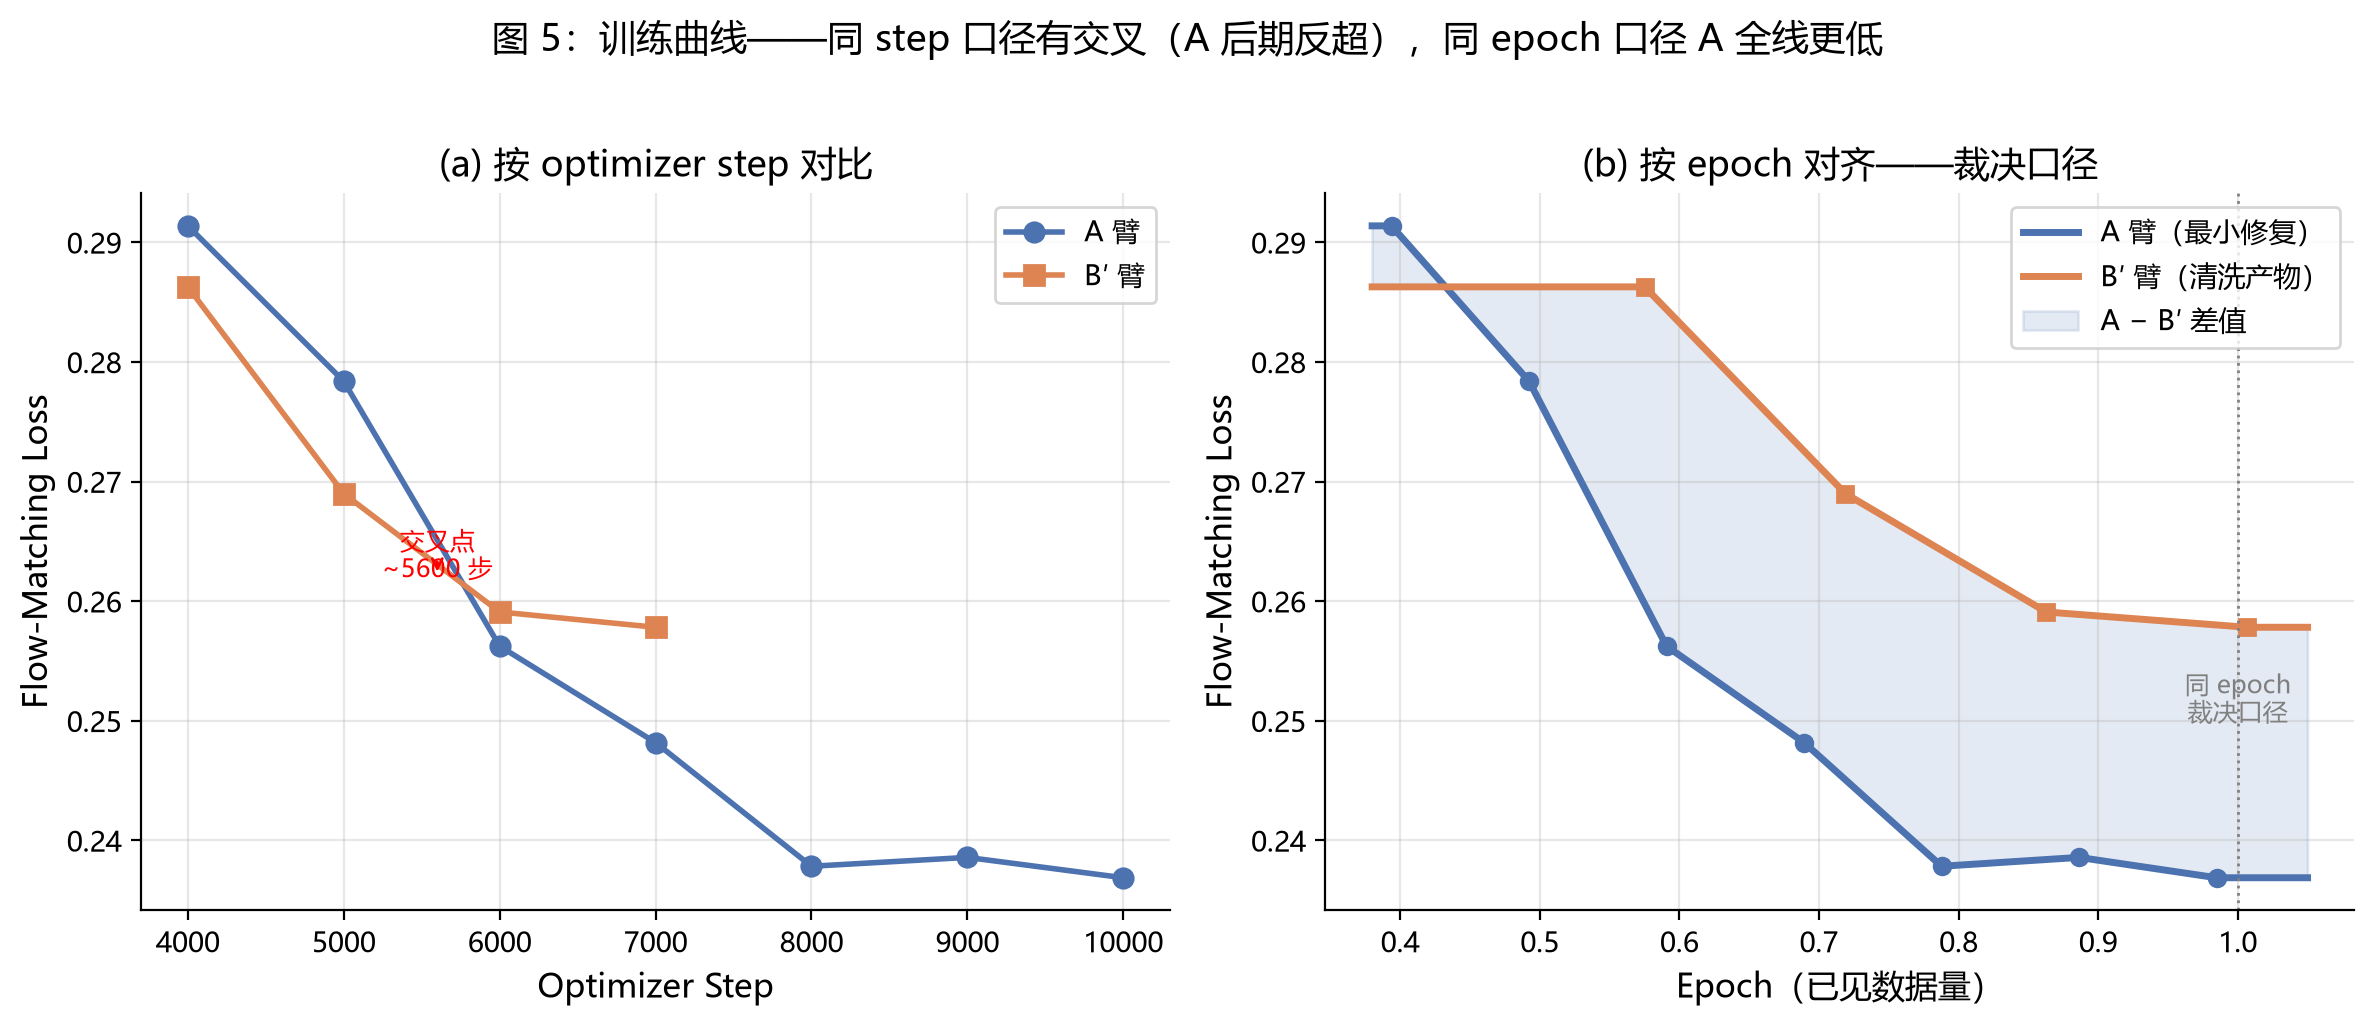 图 5：训练曲线——同 step 口径有交叉（A 后期反超），同 epoch 口径 A 全线更低
(a) 按 optimizer step 对比
Flow-Matching Loss
0.29
0.28
0.27
0.26
0.25
0.24
A 臂
B′ 臂
交叉点
~5600 步
4000 5000 6000 7000 8000 9000 10000
Optimizer Step
(b) 按 epoch 对齐——裁决口径
Flow-Matching Loss
0.29
0.28
0.27
0.26
0.25
0.24
A 臂（最小修复）
B′ 臂（清洗产物）
A − B′ 差值
同 epoch
裁决口径
0.4 0.5 0.6 0.7 0.8 0.9 1.0
Epoch（已见数据量）